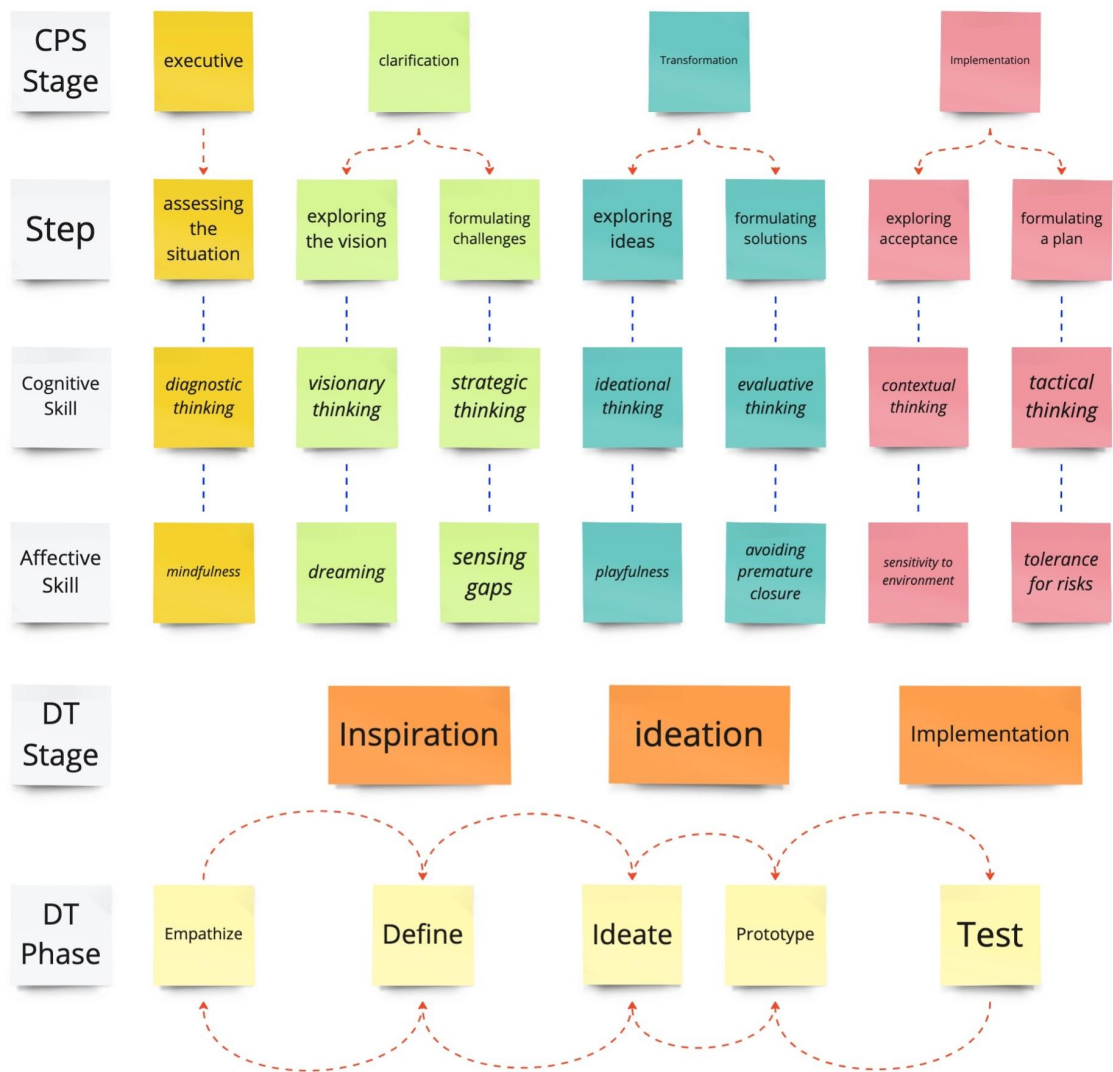 CPS
Stage
executive
clarification
Transformation
Implementation
Step
assessing
the
situation
exploring
the vision
formulating
challenges
exploring
ideas
formulating
solutions
exploring
acceptance
formulating
a plan
Cognitive
Skill
diagnostic
thinking
visionary
thinking
strategic
thinking
ideational
thinking
evaluative
thinking
contextual
thinking
tactical
thinking
Affective
Skill
mindfulness
dreaming
sensing
gaps
playfulness
avoiding
premature
closure
sensitivity to
environment
tolerance
for risks
DT
Stage
Inspiration
ideation
Implementation
DT
Phase
Empathize
Define
Ideate
Prototype
Test